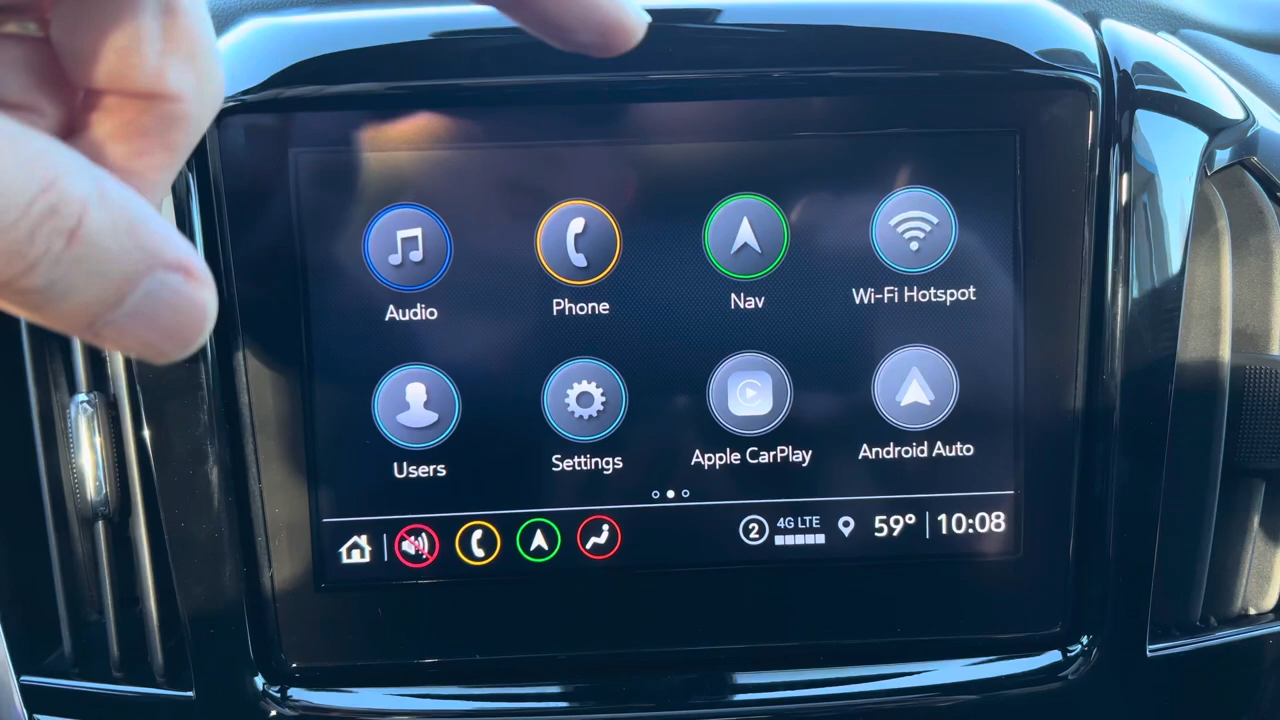 Audio
Phone
Nav
Wi-Fi Hotspot
Users
Settings
Apple CarPlay
Android Auto
2
4G LTE
59°
10:08